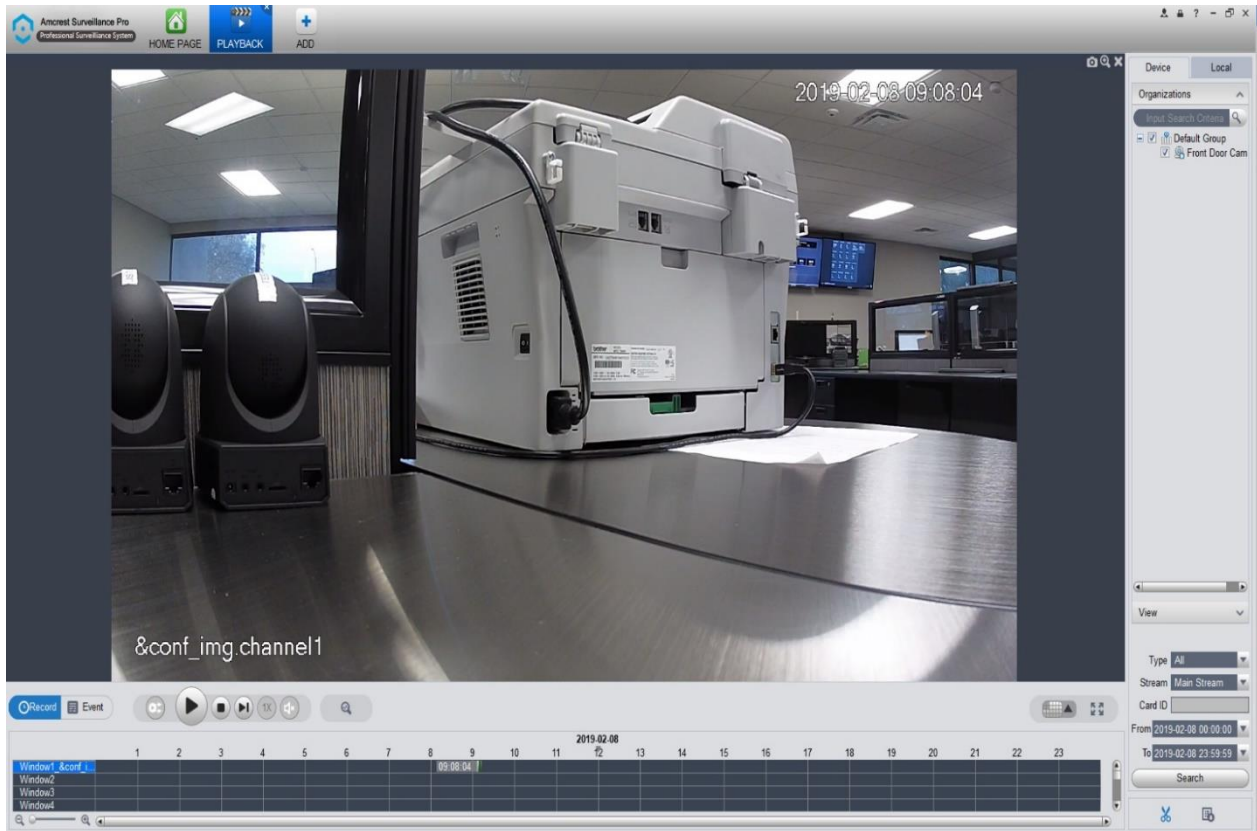 Amcrest Surveillance Pro
Professional Surveillance System
HOME PAGE
PLAYBACK
ADD
2019-02-08 09:08:04
&conf_img.channel1
Device
Local
Organizations
Input Search Criteria
Default Group
Front Door Cam
View
Type All
Stream Main Stream
Card ID
From 2019-02-08 00:00:00
To 2019-02-08 23:59:59
Search
Record
Event
1X
2019-02-08
1 2 3 4 5 6 7 8 9 10 11 12 13 14 15 16 17 18 19 20 21 22 23
Window1_&conf_i...
09:08:04
Window2
Window3
Window4